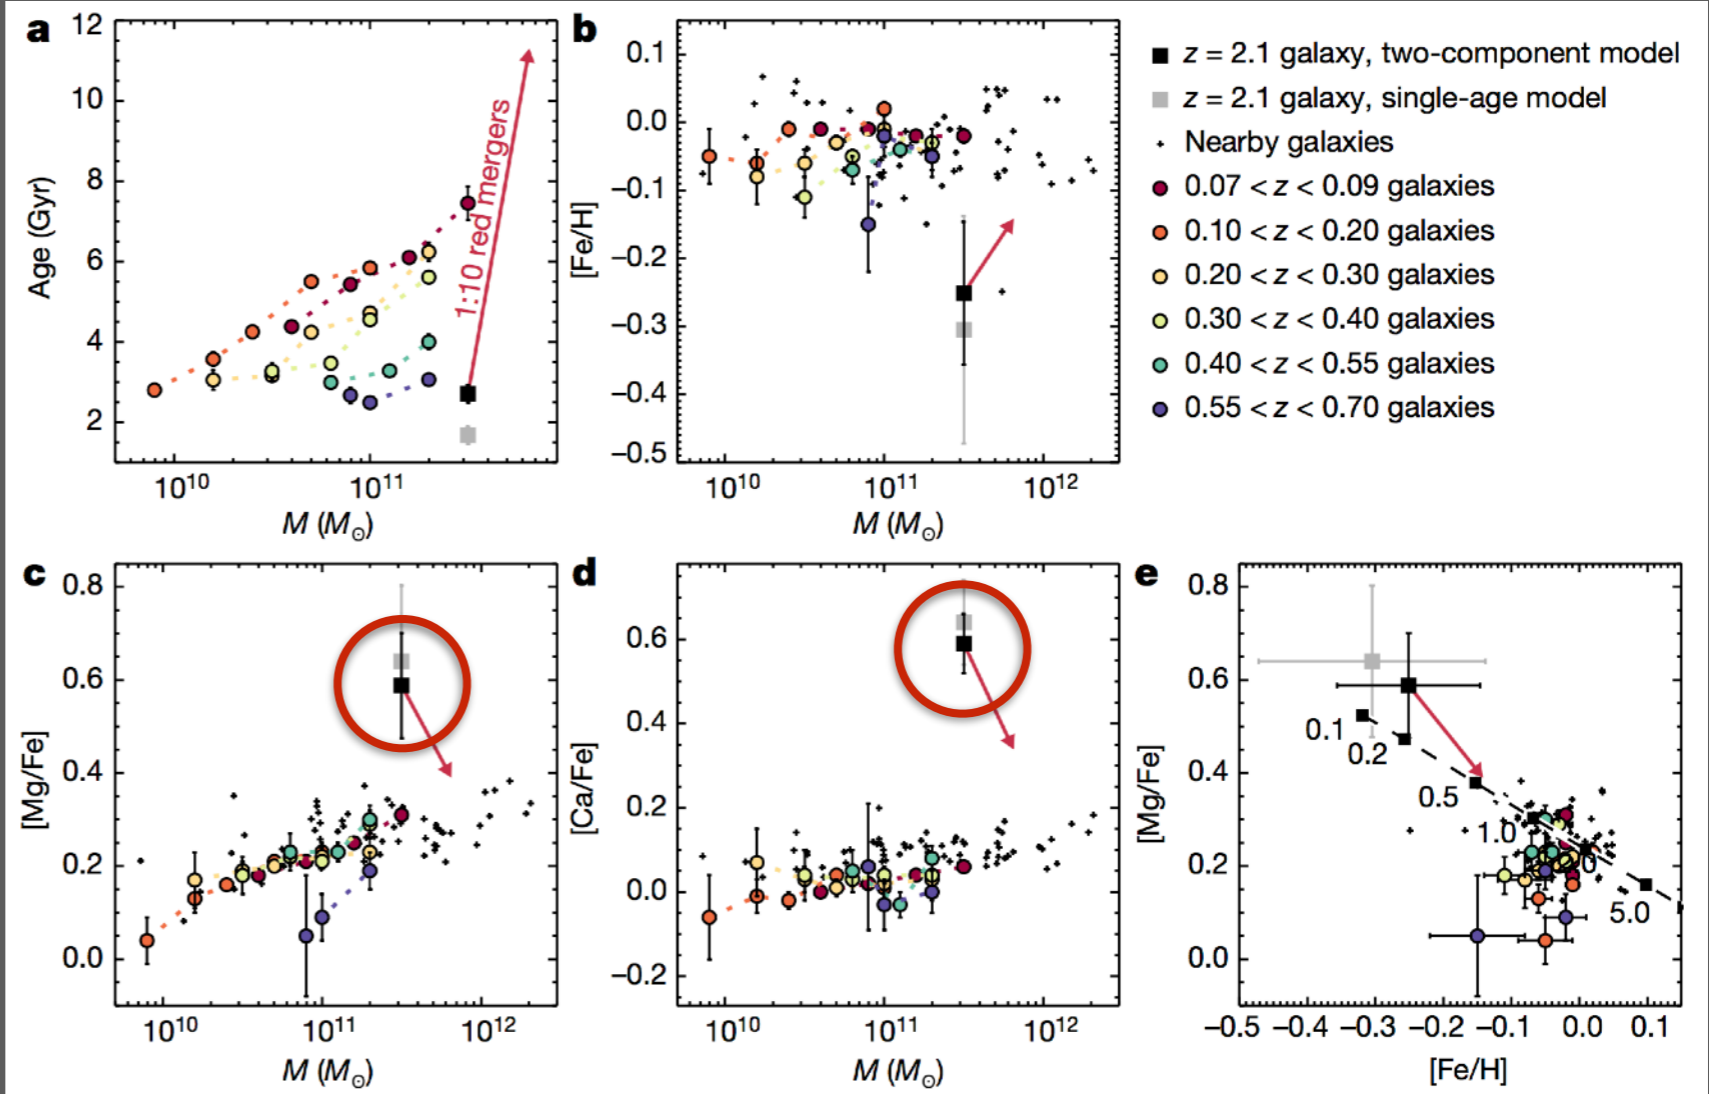 a
12
10
8
6
4
2
Age (Gyr)
1:10 red mergers
10^10
10^11
M (M⊙)
b
0.1
0.0
−0.1
−0.2
−0.3
−0.4
−0.5
[Fe/H]
10^10
10^11
10^12
M (M⊙)
z = 2.1 galaxy, two-component model
z = 2.1 galaxy, single-age model
Nearby galaxies
0.07 < z < 0.09 galaxies
0.10 < z < 0.20 galaxies
0.20 < z < 0.30 galaxies
0.30 < z < 0.40 galaxies
0.40 < z < 0.55 galaxies
0.55 < z < 0.70 galaxies
c
0.8
0.6
0.4
0.2
0.0
[Mg/Fe]
10^10
10^11
10^12
M (M⊙)
d
0.6
0.4
0.2
0.0
−0.2
[Ca/Fe]
10^10
10^11
10^12
M (M⊙)
e
0.8
0.6
0.4
0.2
0.0
[Mg/Fe]
0.1
0.2
0.5
1.0
5.0
−0.5 −0.4 −0.3 −0.2 −0.1 0.0 0.1
[Fe/H]